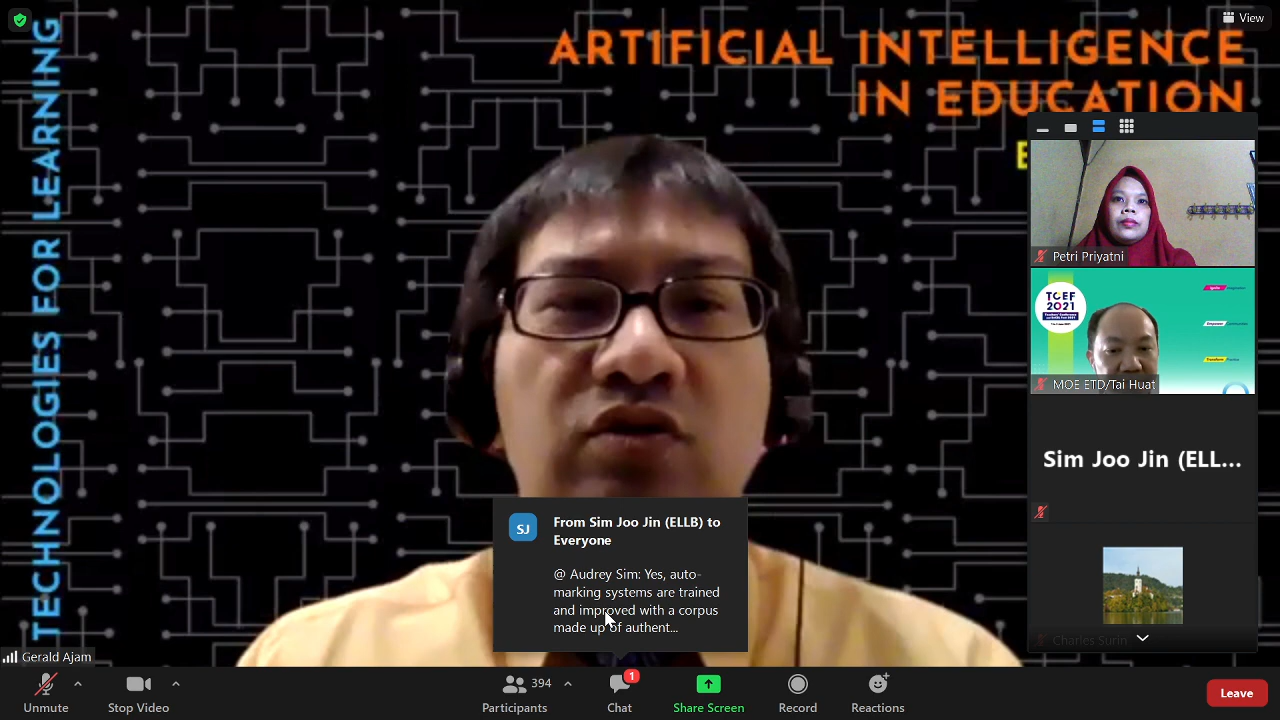 View
TECHNOLOGIES FOR LEARNING
ARTIFICIAL INTELLIGENCE
IN EDUCATION
Petri Priyatni
TCEF
2021
MOE ETD/Tai Huat
Sim Joo Jin (ELL...
Charles Surin
SJ
From Sim Joo Jin (ELLB) to
Everyone
@ Audrey Sim: Yes, auto-
marking systems are trained
and improved with a corpus
made up of authent...
Gerald Ajam
Unmute
Stop Video
394
Participants
1
Chat
Share Screen
Record
Reactions
Leave